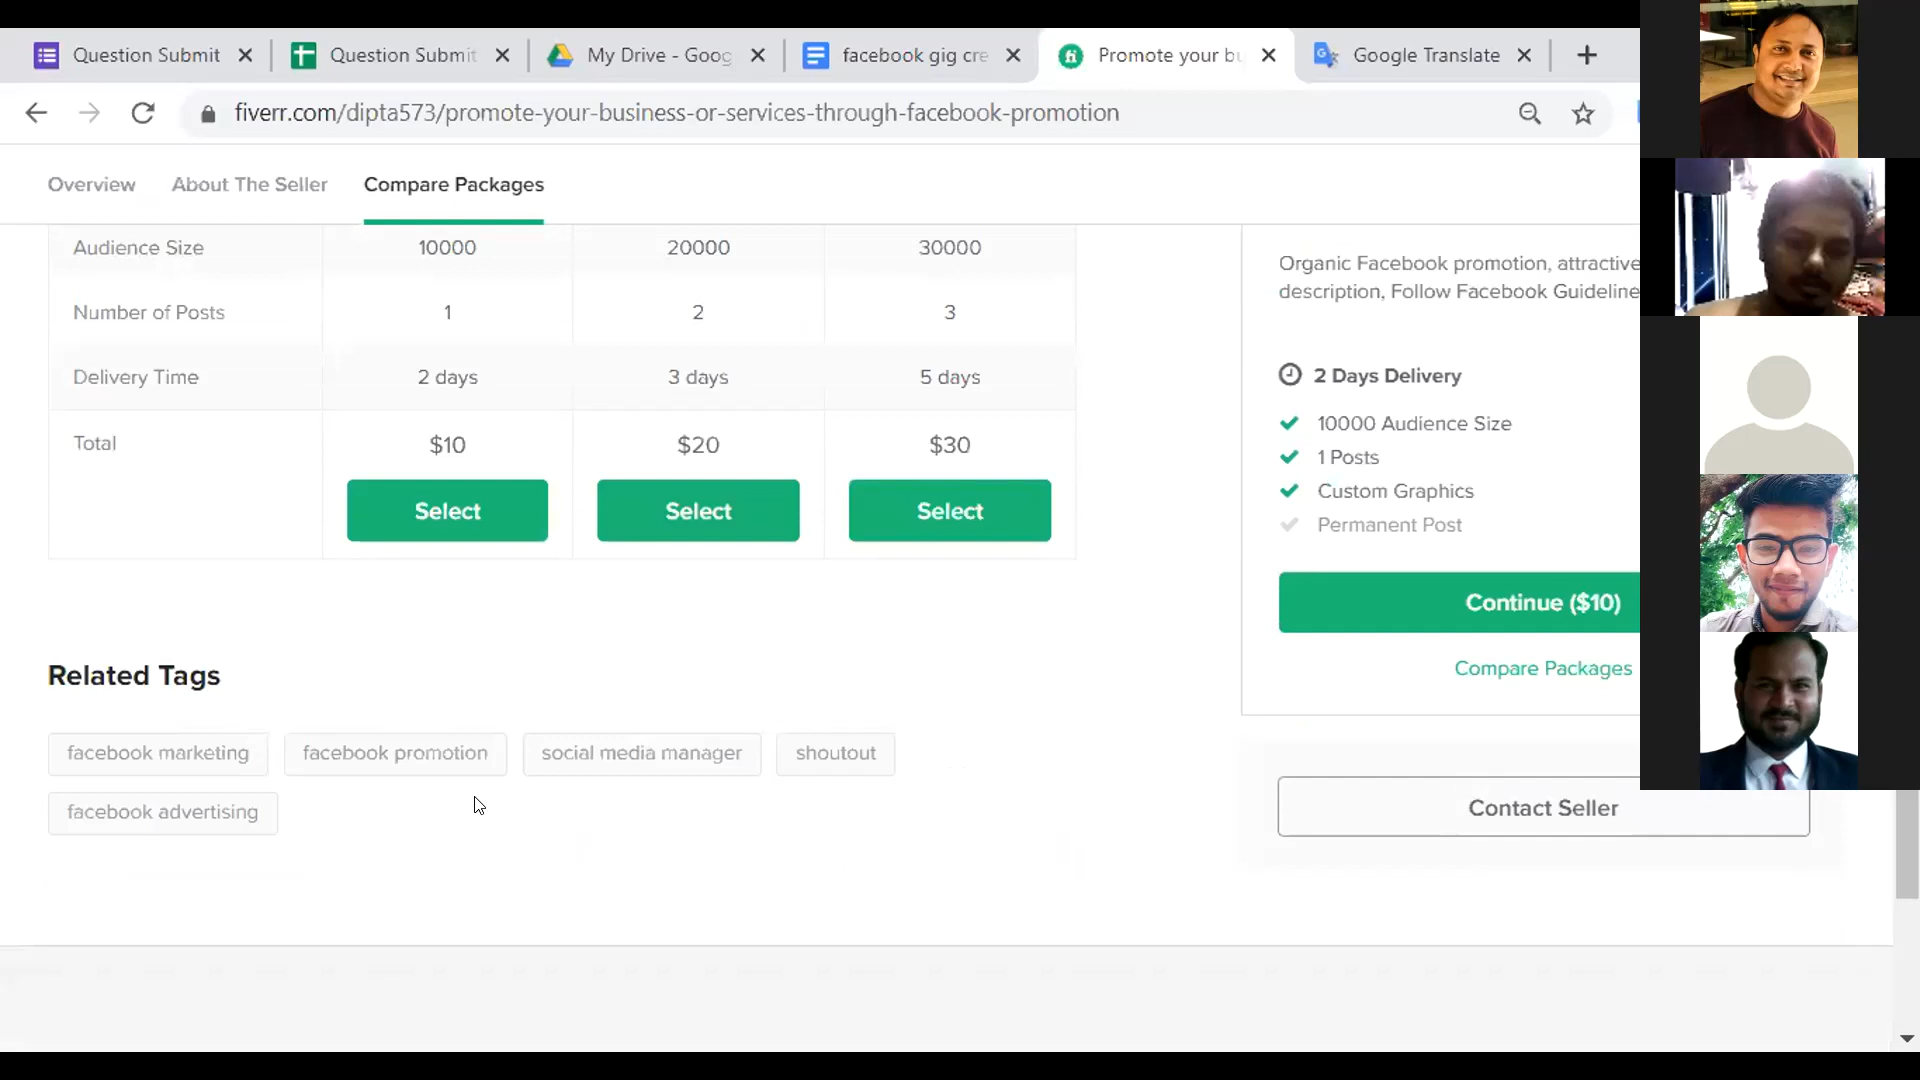 Question Submit
Question Submit
My Drive - Goog
facebook gig cre
Promote your bu
Google Translate
fiverr.com/dipta573/promote-your-business-or-services-through-facebook-promotion
Overview
About The Seller
Compare Packages
Audience Size 10000 20000 30000
Number of Posts 1 2 3
Delivery Time 2 days 3 days 5 days
Total $10 $20 $30
Select Select Select
Organic Facebook promotion, attractive
description, Follow Facebook Guideline
2 Days Delivery
10000 Audience Size
1 Posts
Custom Graphics
Permanent Post
Continue ($10)
Compare Packages
Contact Seller
Related Tags
facebook marketing
facebook promotion
social media manager
shoutout
facebook advertising